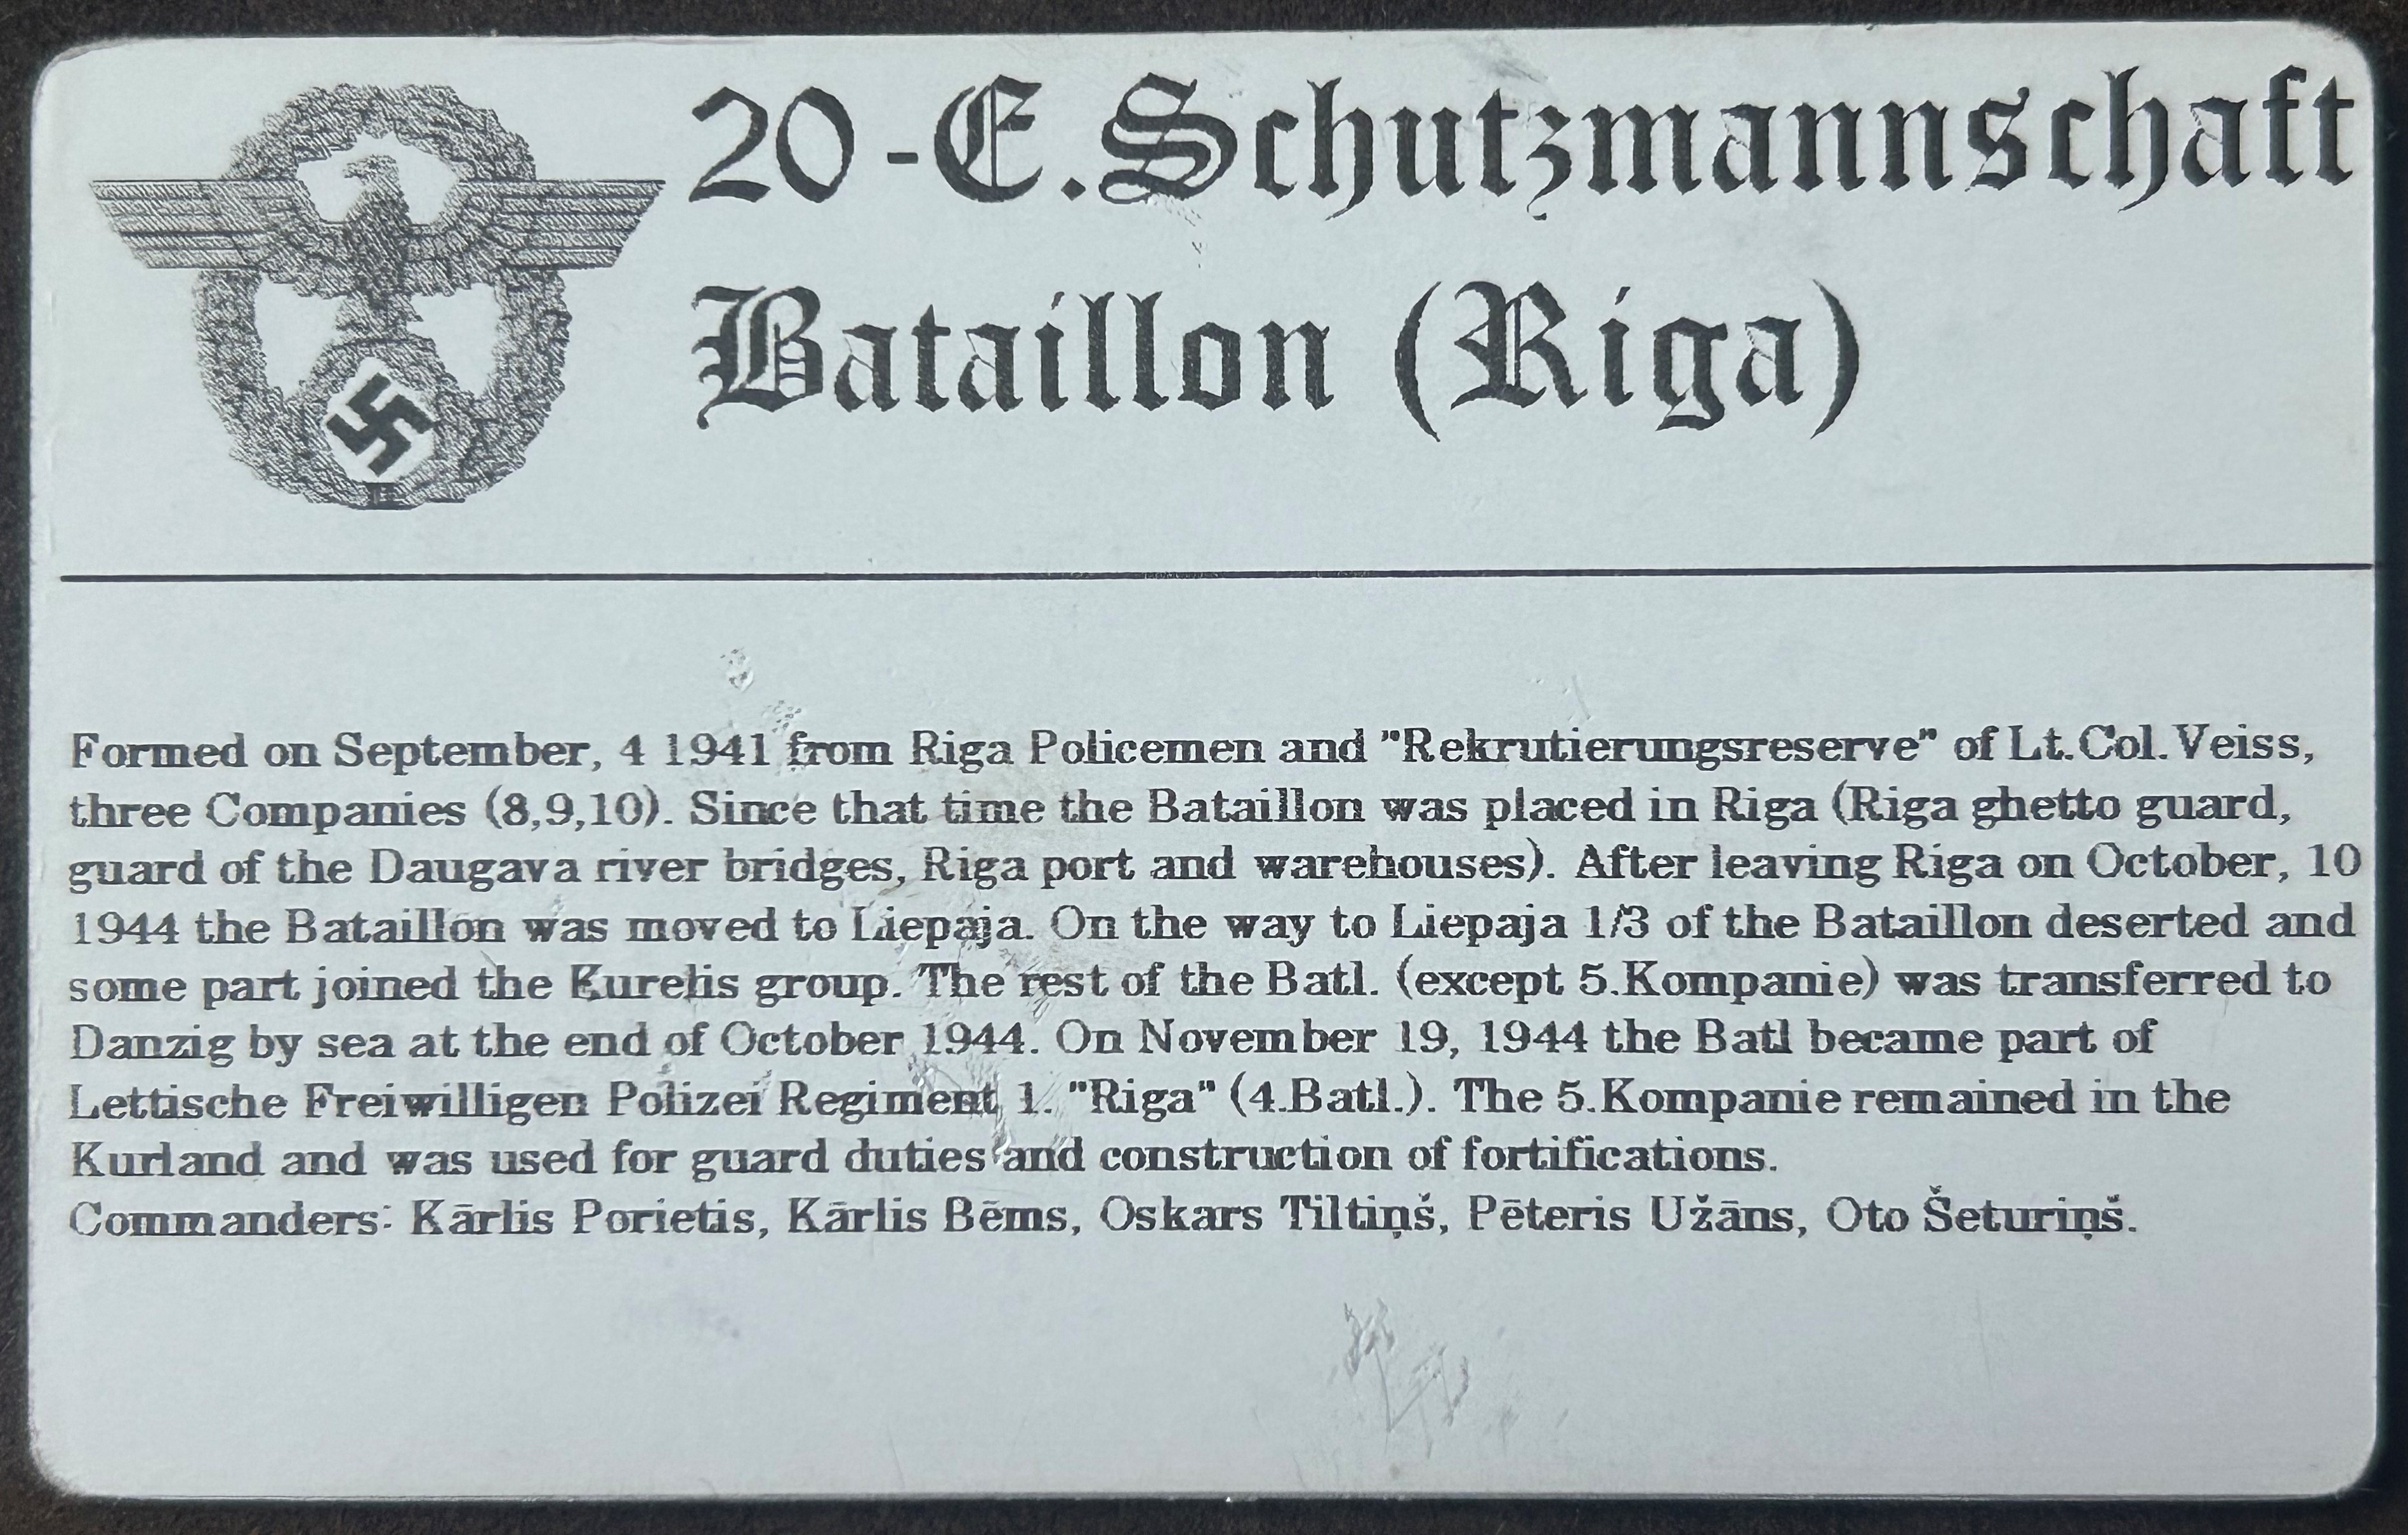 20-E.Schutzmannschaft
Bataillon (Riga)
Formed on September, 4 1941 from Riga Policemen and "Rekrutierungsreserve" of Lt.Col.Veiss,
three Companies (8,9,10). Since that time the Bataillon was placed in Riga (Riga ghetto guard,
guard of the Daugava river bridges, Riga port and warehouses). After leaving Riga on October, 10
1944 the Bataillon was moved to Liepaja. On the way to Liepaja 1/3 of the Bataillon deserted and
some part joined the Kurelis group. The rest of the Batl. (except 5.Kompanie) was transferred to
Danzig by sea at the end of October 1944. On November 19, 1944 the Batl became part of
Lettische Freiwilligen Polizei Regiment 1. "Riga" (4.Batl.). The 5.Kompanie remained in the
Kurland and was used for guard duties and construction of fortifications.
Commanders: Kārlis Porietis, Kārlis Bēms, Oskars Tiltiņš, Pēteris Užāns, Oto Šeturiņš.